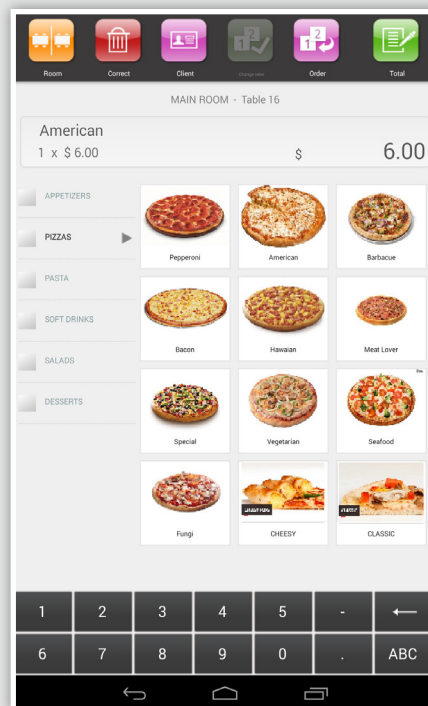 Room Correct Client Change order Order Total
MAIN ROOM - Table 16
American
1 x $ 6.00 $ 6.00
APPETIZERS
PIZZAS
PASTA
SOFT DRINKS
SALADS
DESSERTS
Pepperoni American Barbacue
Bacon Hawaian Meat Lover
Special Vegetarian Seafood
Fungi CHEESY CLASSIC
1 2 3 4 5 -
6 7 8 9 0 . ABC